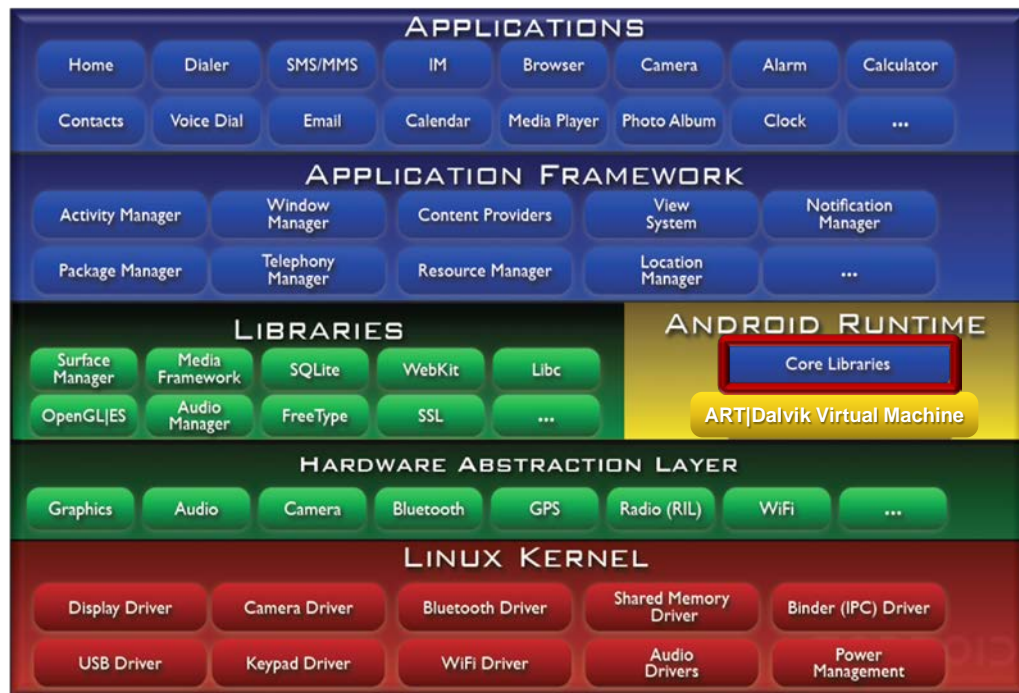 APPLICATIONS
Home Dialer SMS/MMS IM Browser Camera Alarm Calculator
Contacts Voice Dial Email Calendar Media Player Photo Album Clock ...
APPLICATION FRAMEWORK
Activity Manager Window Manager Content Providers View System Notification Manager
Package Manager Telephony Manager Resource Manager Location Manager ...
LIBRARIES
Surface Manager Media Framework SQLite WebKit Libc
OpenGL|ES Audio Manager FreeType SSL ...
ANDROID RUNTIME
Core Libraries
ART|Dalvik Virtual Machine
HARDWARE ABSTRACTION LAYER
Graphics Audio Camera Bluetooth GPS Radio (RIL) WiFi ...
LINUX KERNEL
Display Driver Camera Driver Bluetooth Driver Shared Memory Driver Binder (IPC) Driver
USB Driver Keypad Driver WiFi Driver Audio Drivers Power Management